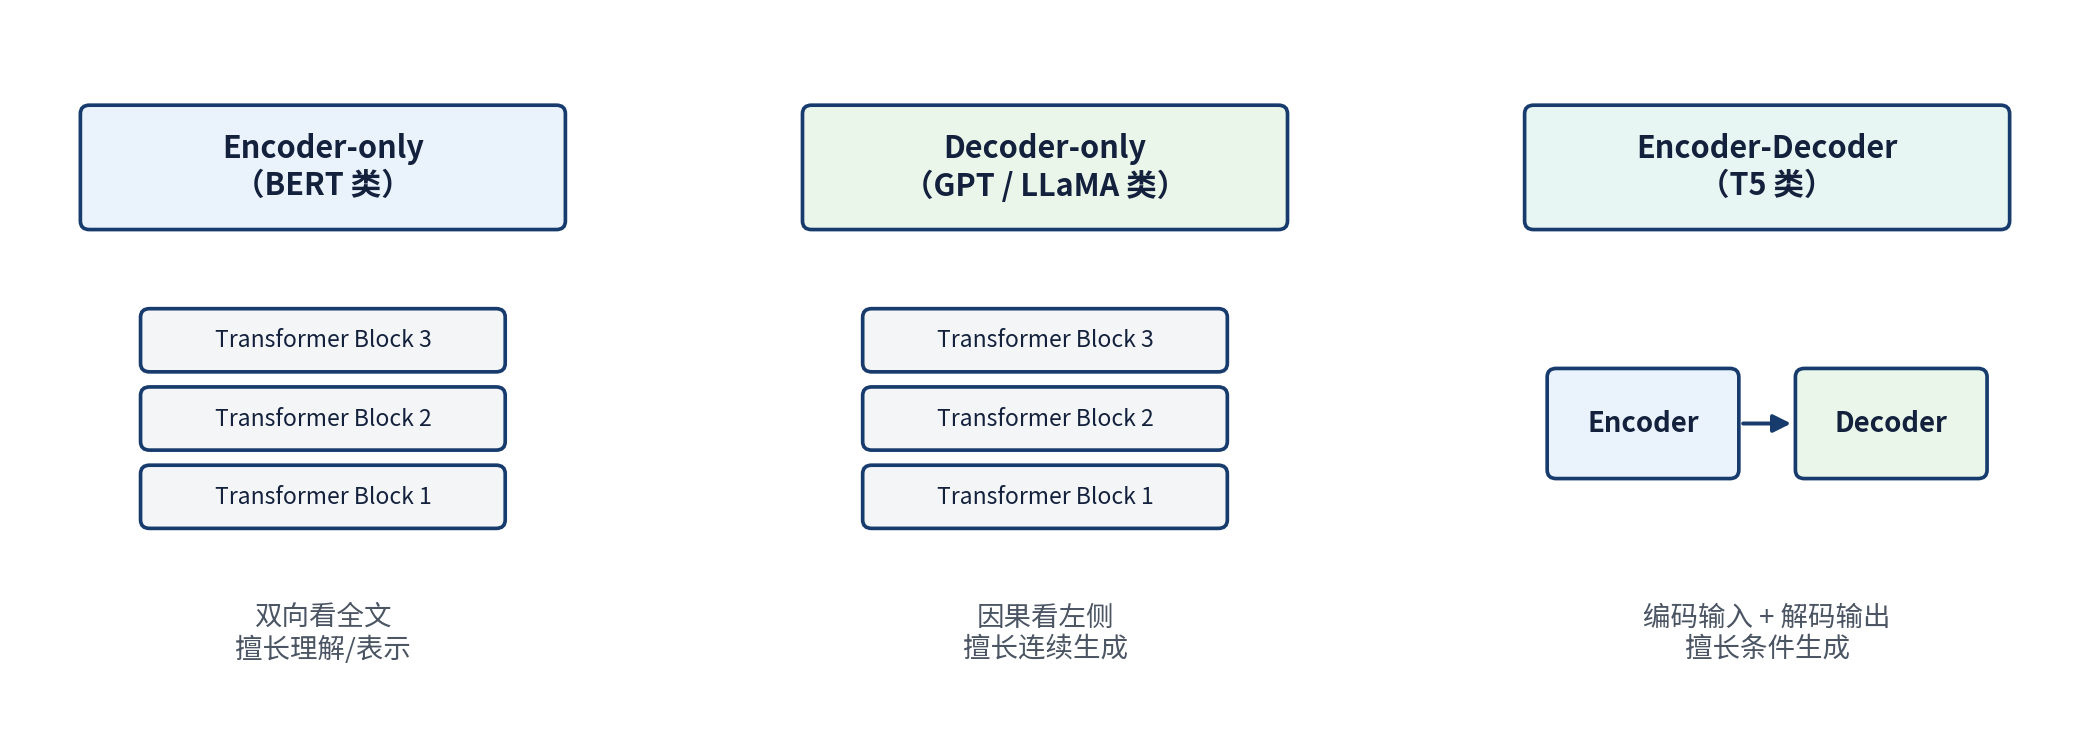 Encoder-only
（BERT 类）
Transformer Block 3
Transformer Block 2
Transformer Block 1
双向看全文
擅长理解/表示
Decoder-only
（GPT / LLaMA 类）
Transformer Block 3
Transformer Block 2
Transformer Block 1
因果看左侧
擅长连续生成
Encoder-Decoder
（T5 类）
Encoder
Decoder
编码输入 + 解码输出
擅长条件生成